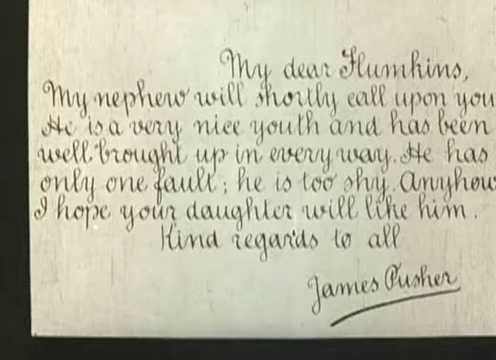 My dear Flumkins,
My nephew will shortly call upon you
He is a very nice youth and has been
well brought up in every way. He has
only one fault; he is too shy. Anyhow
I hope your daughter will like him.
Kind regards to all
James Pusher